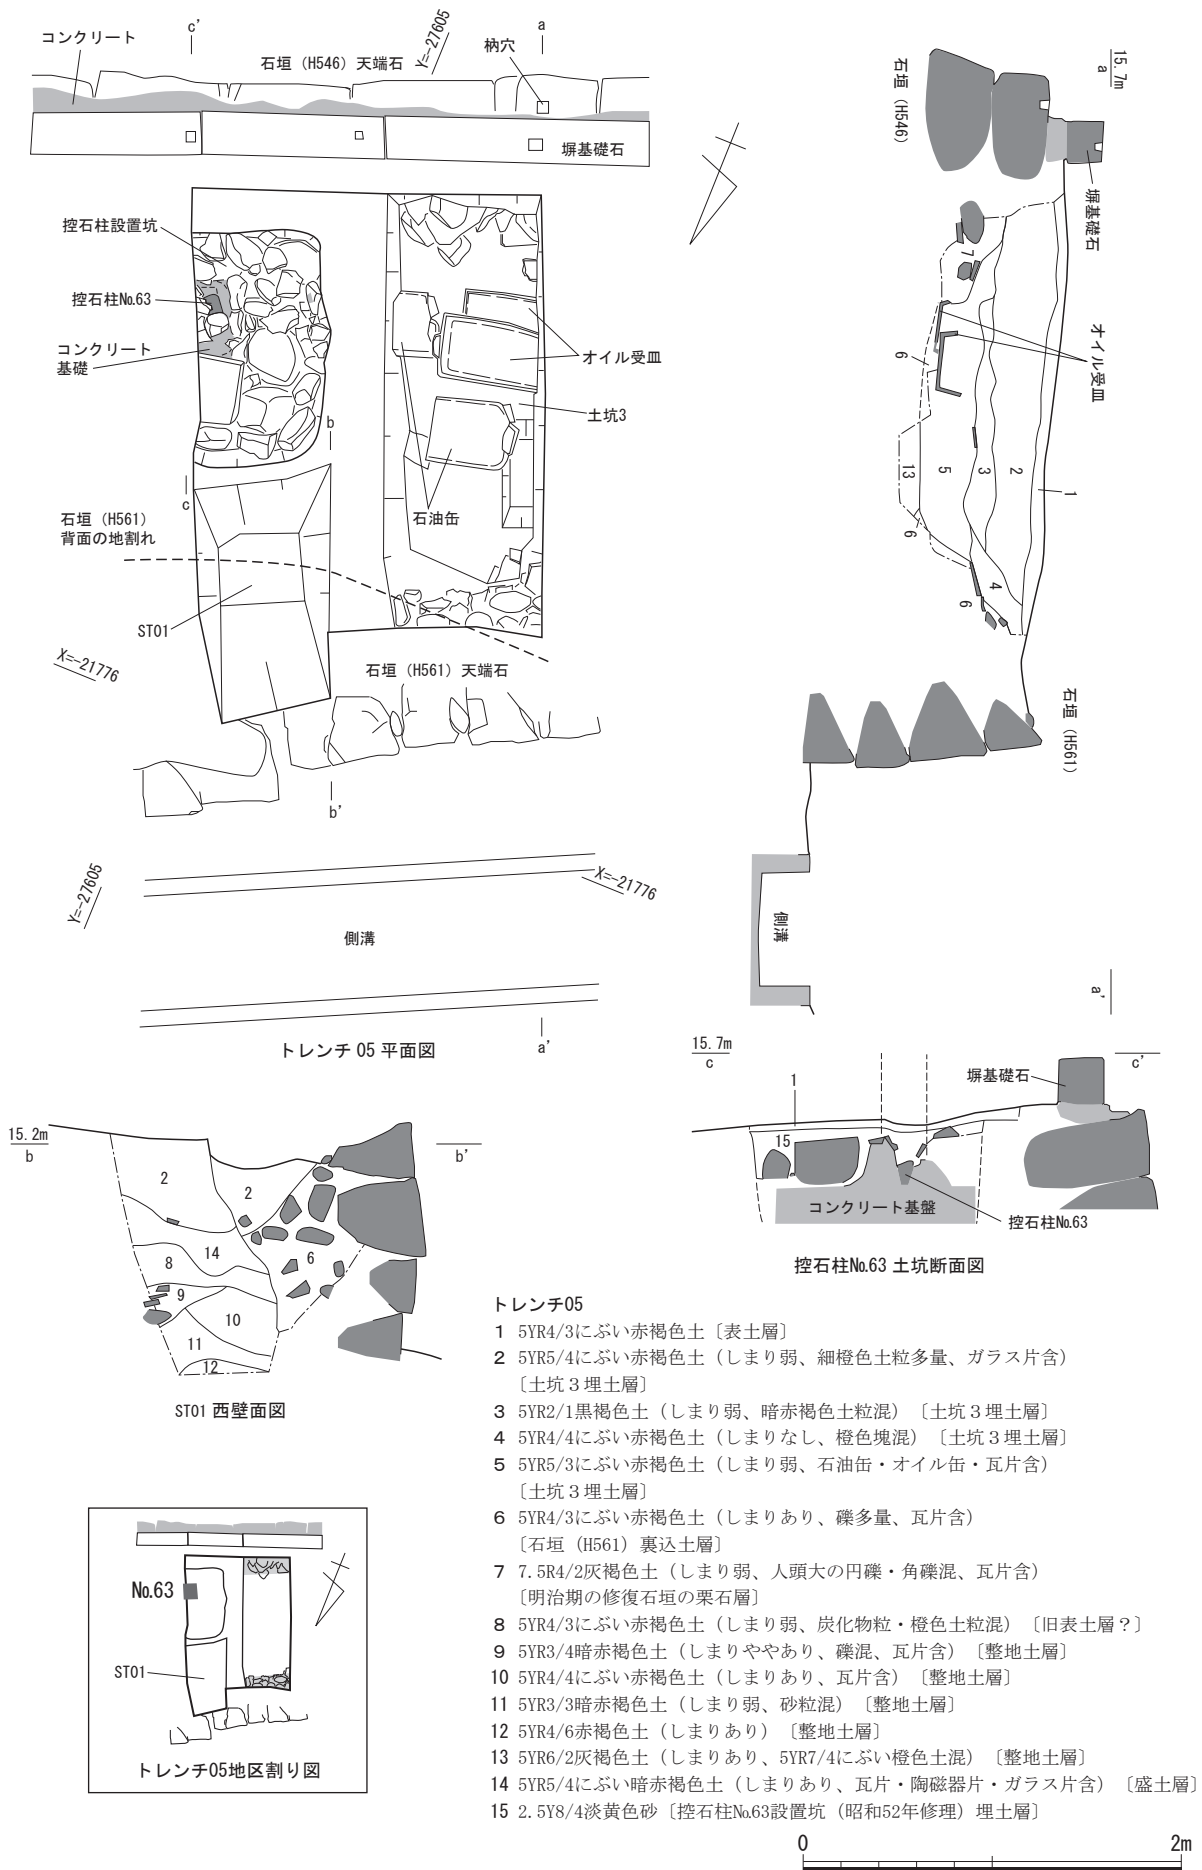 コンクリート
c’
石垣（H546）天端石
Y=-27605
枘穴
a
塀基礎石
控石柱設置坑
控石柱№63
コンクリート
基礎
オイル受皿
土坑3
b
c
石油缶
石垣（H561）
背面の地割れ
ST01
X=-21776
石垣（H561）天端石
b’
Y=-27605
X=-21776
側溝
トレンチ 05 平面図
a’
15.7m
a
石垣（H546）
塀基礎石
7
オイル受皿
6
13
5
3
2
1
6
4
6
石垣（H561）
側溝
a’
15.7m
c
c’
1
塀基礎石
15
コンクリート基盤
控石柱№63
控石柱№63 土坑断面図
15.2m
b
b’
2
2
14
8
6
9
10
11
12
ST01 西壁面図
№63
ST01
トレンチ05地区割り図
トレンチ05
1 5YR4/3にぶい赤褐色土〔表土層〕
2 5YR5/4にぶい赤褐色土（しまり弱、細橙色土粒多量、ガラス片含）
〔土坑３埋土層〕
3 5YR2/1黒褐色土（しまり弱、暗赤褐色土粒混）〔土坑３埋土層〕
4 5YR4/4にぶい赤褐色土（しまりなし、橙色塊混）〔土坑３埋土層〕
5 5YR5/3にぶい赤褐色土（しまり弱、石油缶・オイル缶・瓦片含）
〔土坑３埋土層〕
6 5YR4/3にぶい赤褐色土（しまりあり、礫多量、瓦片含）
〔石垣（H561）裏込土層〕
7 7.5R4/2灰褐色土（しまり弱、人頭大の円礫・角礫混、瓦片含）
〔明治期の修復石垣の栗石層〕
8 5YR4/3にぶい赤褐色土（しまり弱、炭化物粒・橙色土粒混）〔旧表土層？〕
9 5YR3/4暗赤褐色土（しまりややあり、礫混、瓦片含）〔整地土層〕
10 5YR4/4にぶい赤褐色土（しまりあり、瓦片含）〔整地土層〕
11 5YR3/3暗赤褐色土（しまり弱、砂粒混）〔整地土層〕
12 5YR4/6赤褐色土（しまりあり）〔整地土層〕
13 5YR6/2灰褐色土（しまりあり、5YR7/4にぶい橙色土混）〔整地土層〕
14 5YR5/4にぶい暗赤褐色土（しまりあり、瓦片・陶磁器片・ガラス片含）〔盛土層〕
15 2.5Y8/4淡黄色砂〔控石柱№63設置坑（昭和52年修理）埋土層〕
0
2m